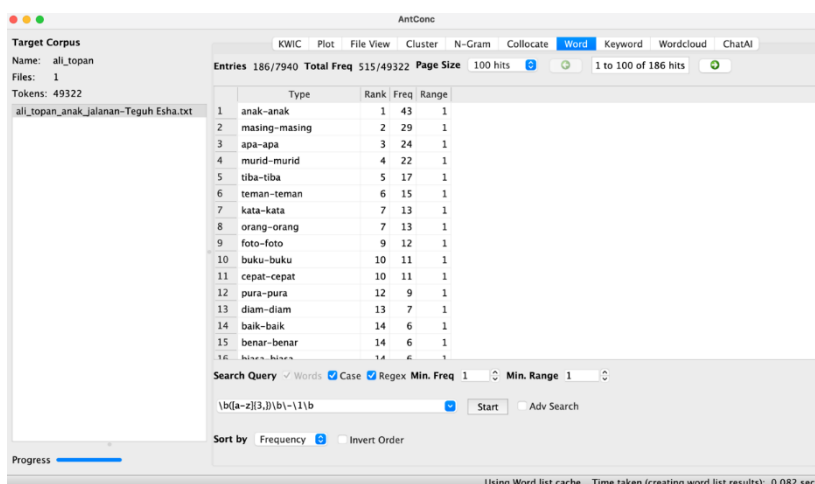 AntConc
Target Corpus
Name: ali_topan
Files: 1
Tokens: 49322
ali_topan_anak_jalanan-Teguh Esha.txt
Progress
KWIC Plot File View Cluster N-Gram Collocate Word Keyword Wordcloud ChatAI
Entries 186/7940 Total Freq 515/49322 Page Size 100 hits 1 to 100 of 186 hits
Type Rank Freq Range
1 anak-anak 1 43 1
2 masing-masing 2 29 1
3 apa-apa 3 24 1
4 murid-murid 4 22 1
5 tiba-tiba 5 17 1
6 teman-teman 6 15 1
7 kata-kata 7 13 1
8 orang-orang 7 13 1
9 foto-foto 9 12 1
10 buku-buku 10 11 1
11 cepat-cepat 10 11 1
12 pura-pura 12 9 1
13 diam-diam 13 7 1
14 baik-baik 14 6 1
15 benar-benar 14 6 1
16 biasa-biasa 14 6 1
Search Query Words Case Regex Min. Freq 1 Min. Range 1
\b([a-z]{3,})\b\-\1\b Start Adv Search
Sort by Frequency Invert Order
Using Word list cache Time taken (creating word list results): 0.082 sec